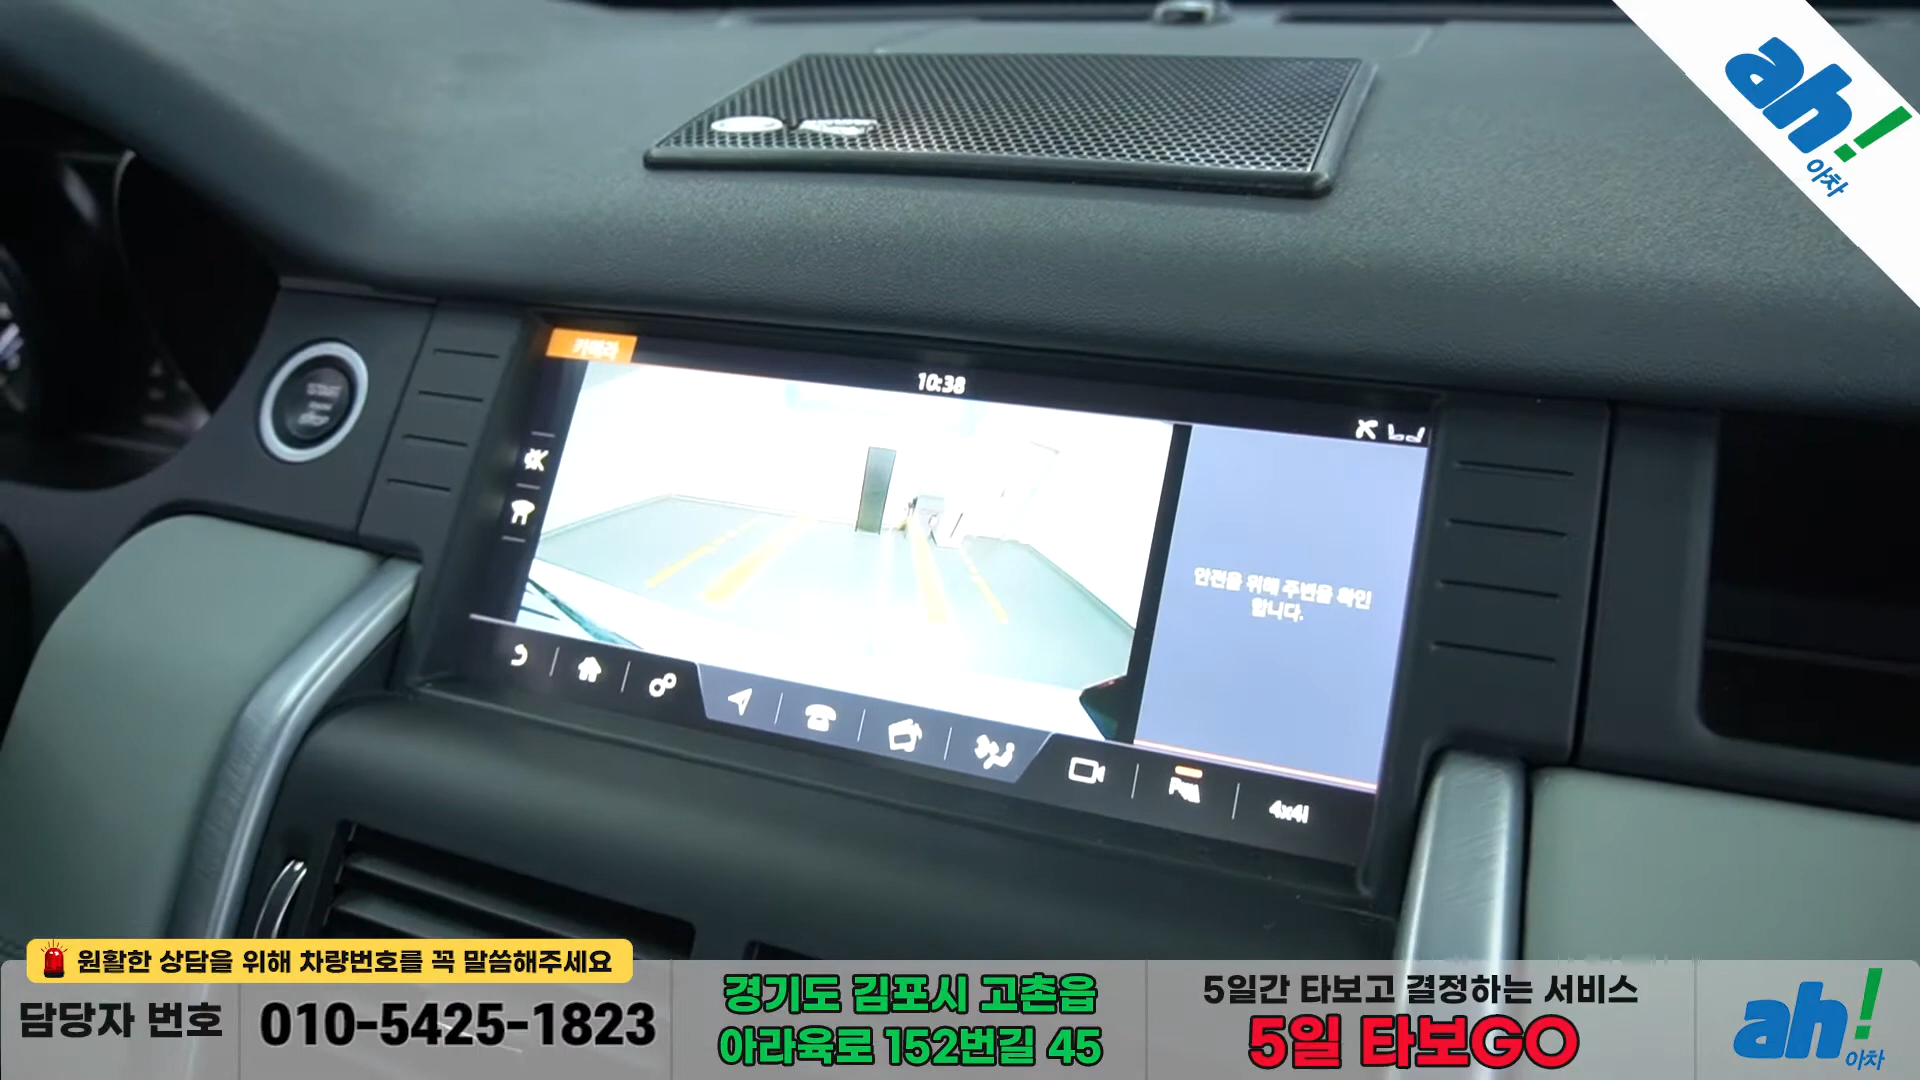 ah!
아차
START
STOP
카메라
10:38
안전을 위해 주변을 확인
합니다.
4x4i
원활한 상담을 위해 차량번호를 꼭 말씀해주세요
담당자 번호
010-5425-1823
경기도 김포시 고촌읍
아라육로 152번길 45
5일간 타보고 결정하는 서비스
5일 타보GO
ah!
아차